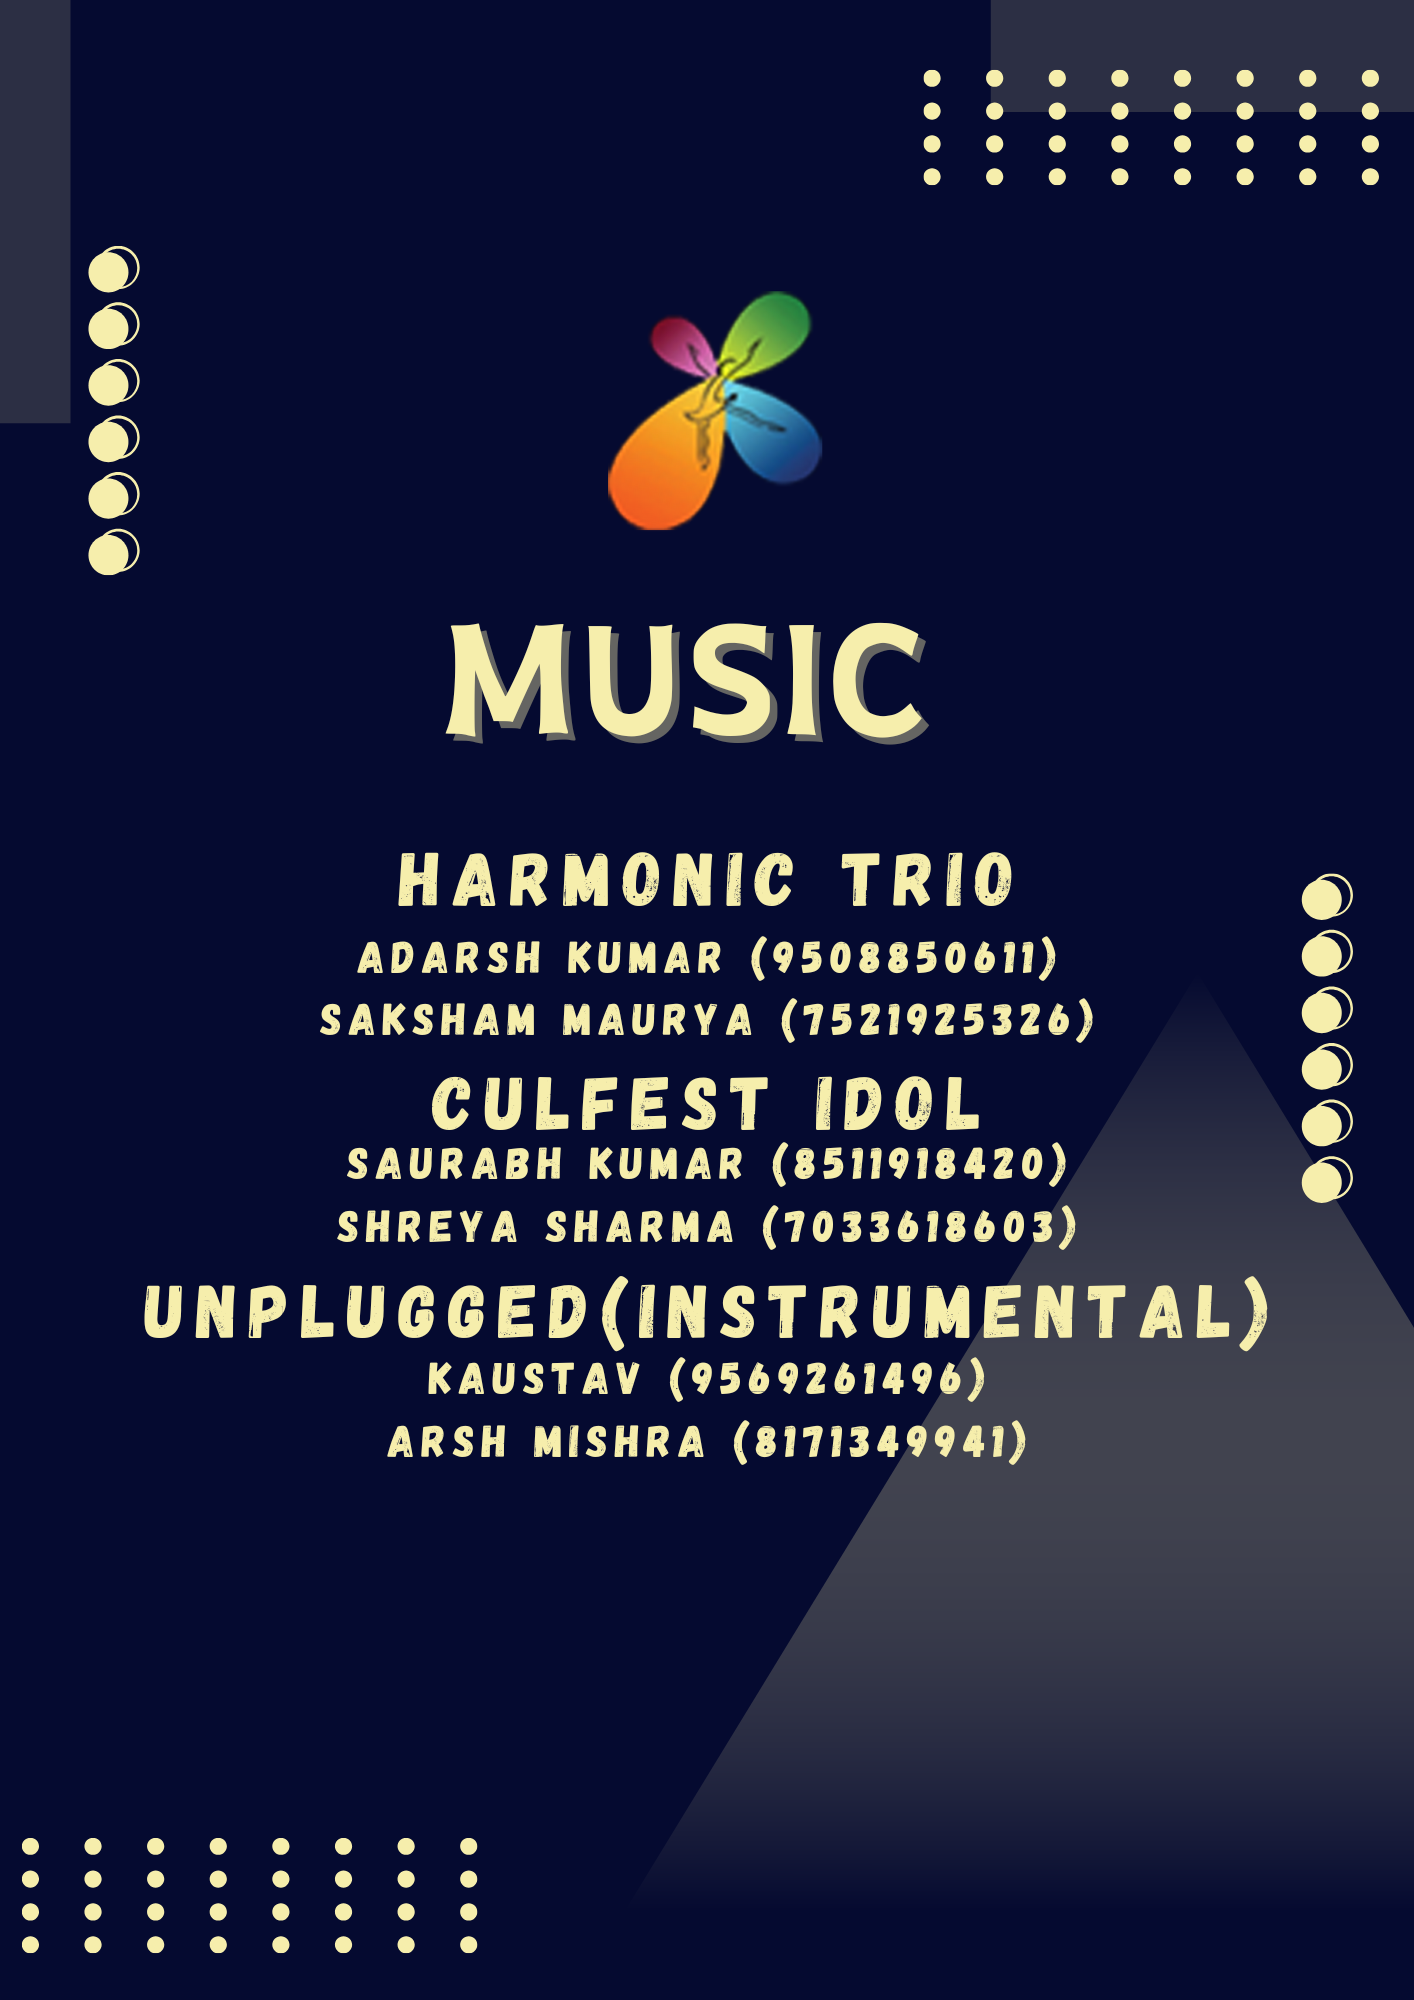 MUSIC
HARMONIC TRIO
ADARSH KUMAR (9508850611)
SAKSHAM MAURYA (7521925326)
CULFEST IDOL
SAURABH KUMAR (8511918420)
SHREYA SHARMA (7033618603)
UNPLUGGED(INSTRUMENTAL)
KAUSTAV (9569261496)
ARSH MISHRA (8171349941)